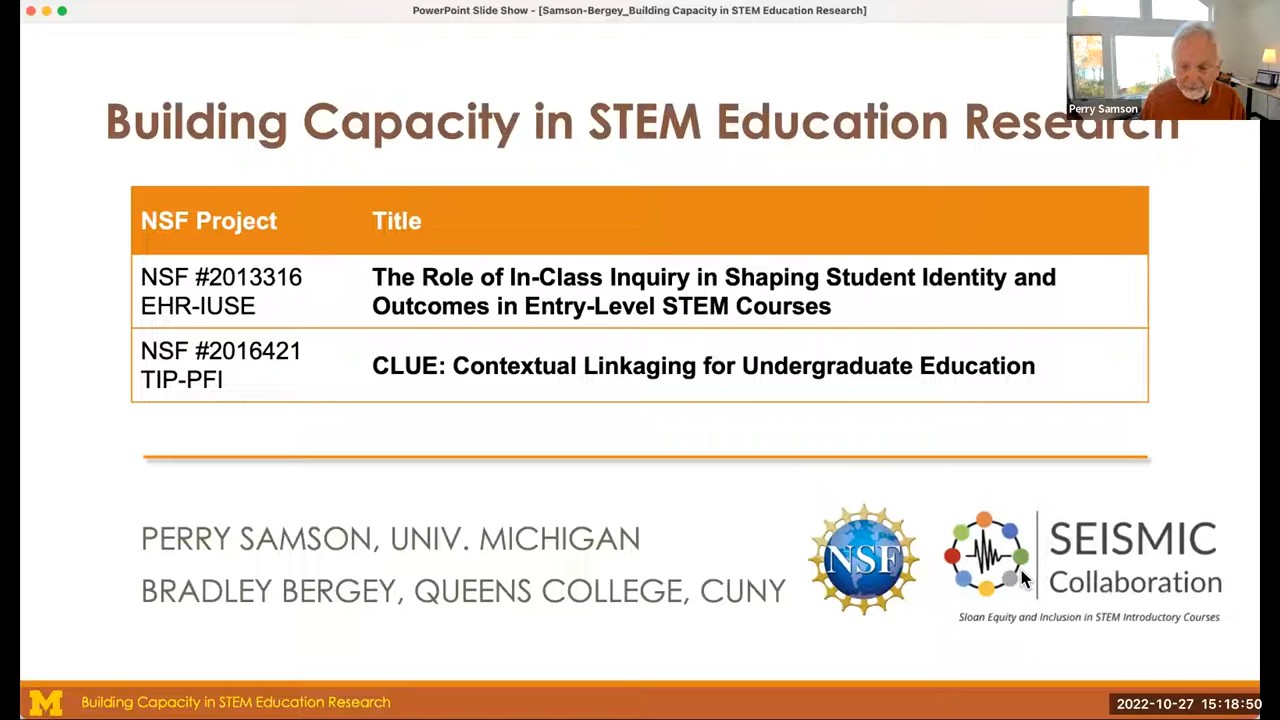 PowerPoint Slide Show - [Samson-Bergey_Building Capacity in STEM Education Research]
Perry Samson
Building Capacity in STEM Education Research
NSF Project Title
NSF #2013316
EHR-IUSE
The Role of In-Class Inquiry in Shaping Student Identity and
Outcomes in Entry-Level STEM Courses
NSF #2016421
TIP-PFI
CLUE: Contextual Linkaging for Undergraduate Education
PERRY SAMSON, UNIV. MICHIGAN
BRADLEY BERGEY, QUEENS COLLEGE, CUNY
NSF
SEISMIC
Collaboration
Sloan Equity and Inclusion in STEM Introductory Courses
M Building Capacity in STEM Education Research
2022-10-27 15:18:50